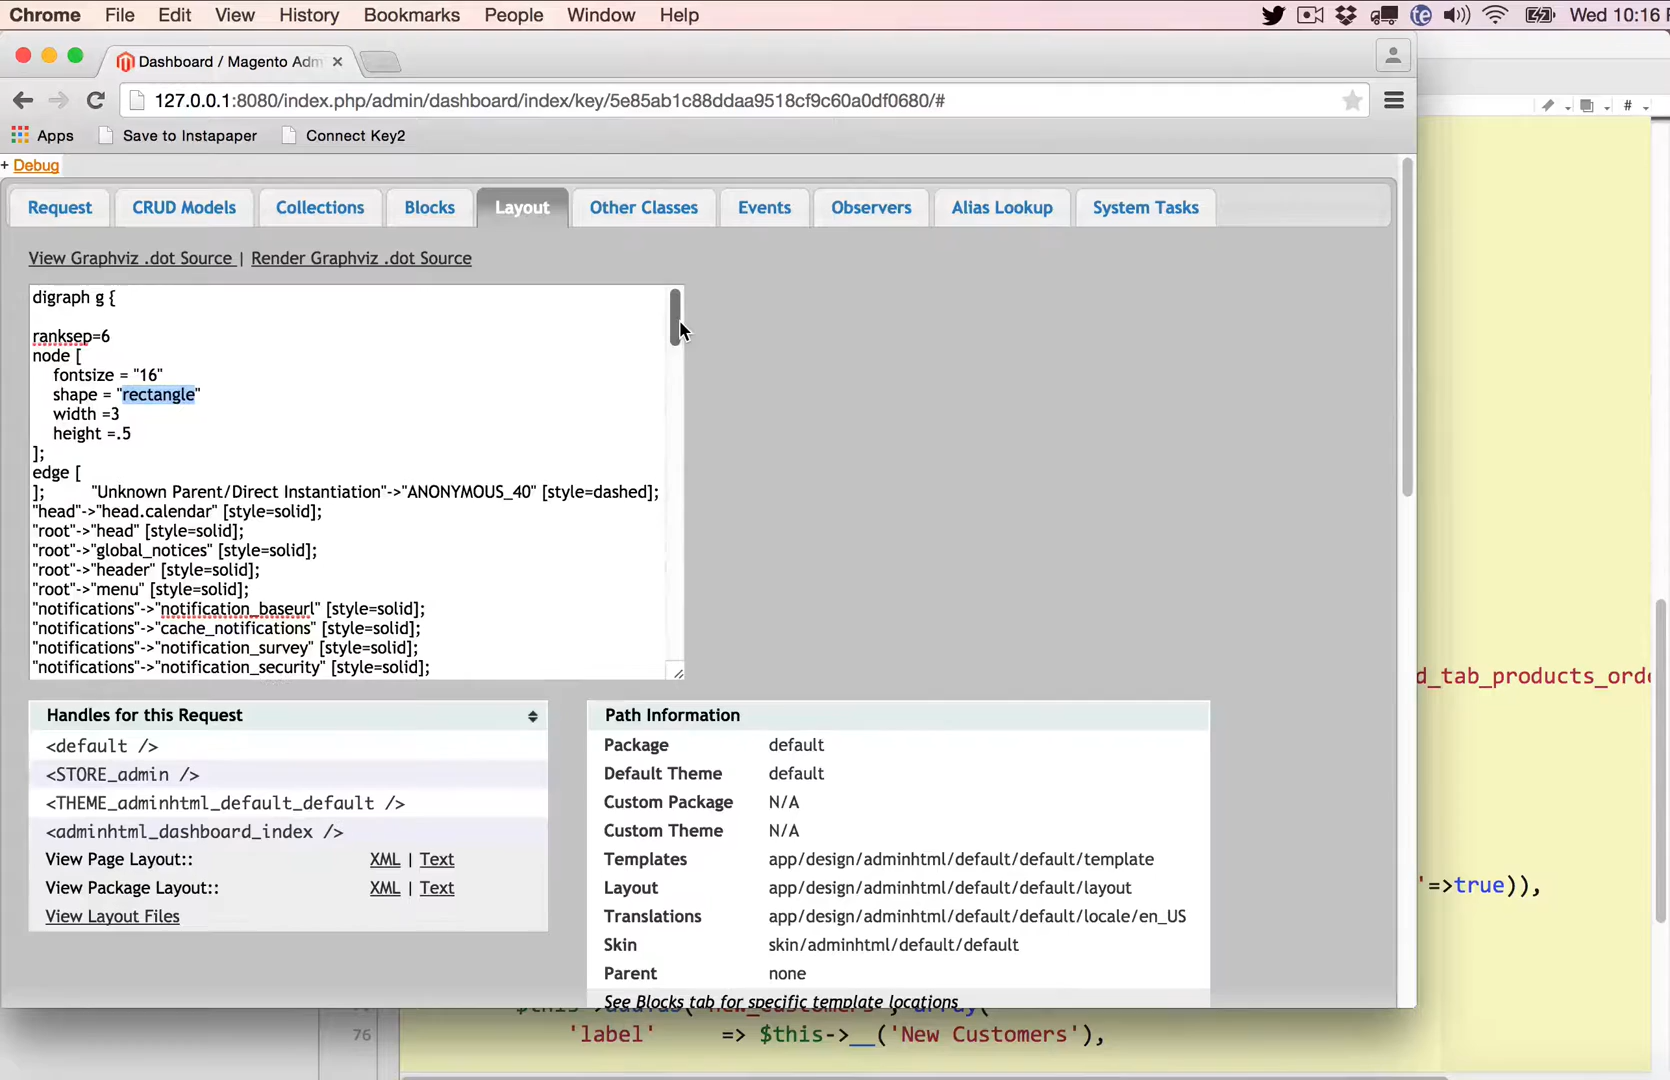 Chrome File Edit View History Bookmarks People Window Help te Wed 10:16
Dashboard / Magento Adm
127.0.0.1:8080/index.php/admin/dashboard/index/key/5e85ab1c88ddaa9518cf9c60a0df0680/#
Apps Save to Instapaper Connect Key2
#
+ Debug
Request CRUD Models Collections Blocks Layout Other Classes Events Observers Alias Lookup System Tasks
View Graphviz .dot Source | Render Graphviz .dot Source
digraph g {
ranksep=6
node [
fontsize = "16"
shape = "rectangle"
width =3
height =.5
];
edge [
]; "Unknown Parent/Direct Instantiation"->"ANONYMOUS_40" [style=dashed];
"head"->"head.calendar" [style=solid];
"root"->"head" [style=solid];
"root"->"global_notices" [style=solid];
"root"->"header" [style=solid];
"root"->"menu" [style=solid];
"notifications"->"notification_baseurl" [style=solid];
"notifications"->"cache_notifications" [style=solid];
"notifications"->"notification_survey" [style=solid];
"notifications"->"notification_security" [style=solid];
d_tab_products_orde
Handles for this Request
<default />
<STORE_admin />
<THEME_adminhtml_default_default />
<adminhtml_dashboard_index />
View Page Layout:: XML | Text
View Package Layout:: XML | Text
View Layout Files
Path Information
Package default
Default Theme default
Custom Package N/A
Custom Theme N/A
Templates app/design/adminhtml/default/default/template
Layout app/design/adminhtml/default/default/layout
Translations app/design/adminhtml/default/default/locale/en_US
Skin skin/adminhtml/default/default
Parent none
See Blocks tab for specific template locations
'=>true)),
76 'label' => $this->__('New Customers'),